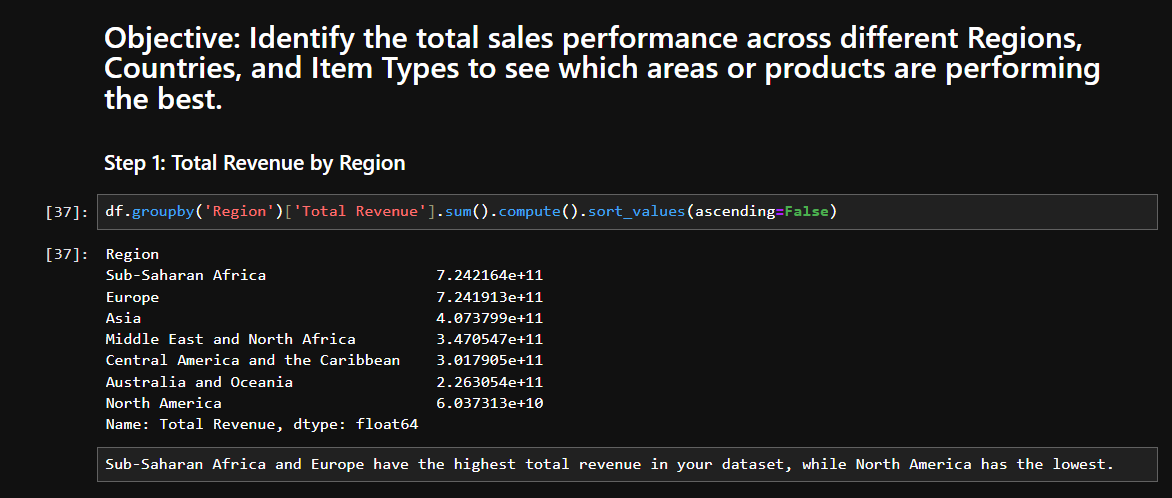 Objective: Identify the total sales performance across different Regions,
Countries, and Item Types to see which areas or products are performing
the best.
Step 1: Total Revenue by Region
[37]: df.groupby('Region')['Total Revenue'].sum().compute().sort_values(ascending=False)
[37]: Region
Sub-Saharan Africa 7.242164e+11
Europe 7.241913e+11
Asia 4.073799e+11
Middle East and North Africa 3.470547e+11
Central America and the Caribbean 3.017905e+11
Australia and Oceania 2.263054e+11
North America 6.037313e+10
Name: Total Revenue, dtype: float64
Sub-Saharan Africa and Europe have the highest total revenue in your dataset, while North America has the lowest.